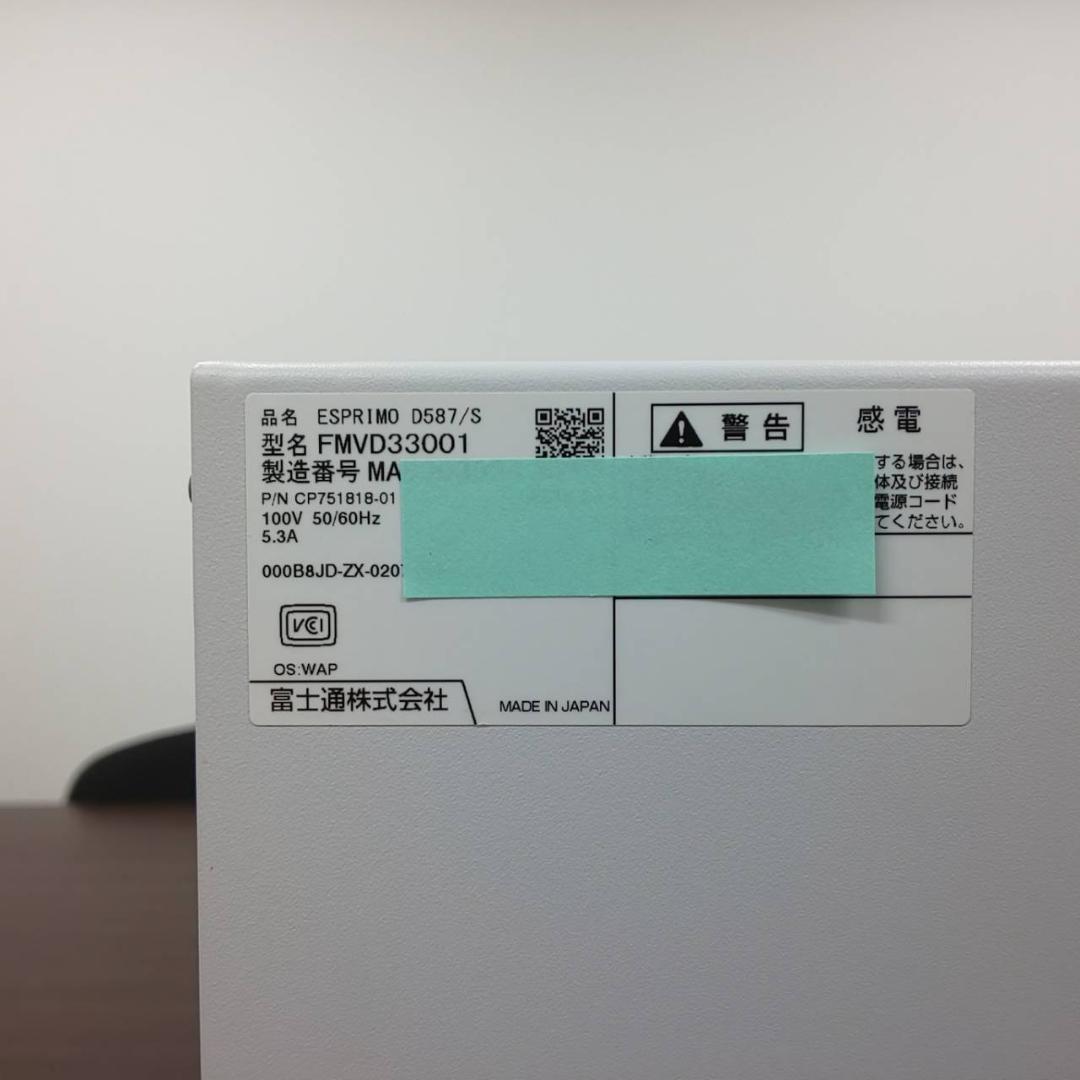 品名 ESPRIMO D587/S
型名 FMVD33001
製造番号 MA
P/N CP751818-01
100V 50/60Hz
5.3A
000B8JD-ZX-020
VCI
OS:WAP
富士通株式会社
MADE IN JAPAN
警告 感電
する場合は、
体及び接続
電源コード
てください。